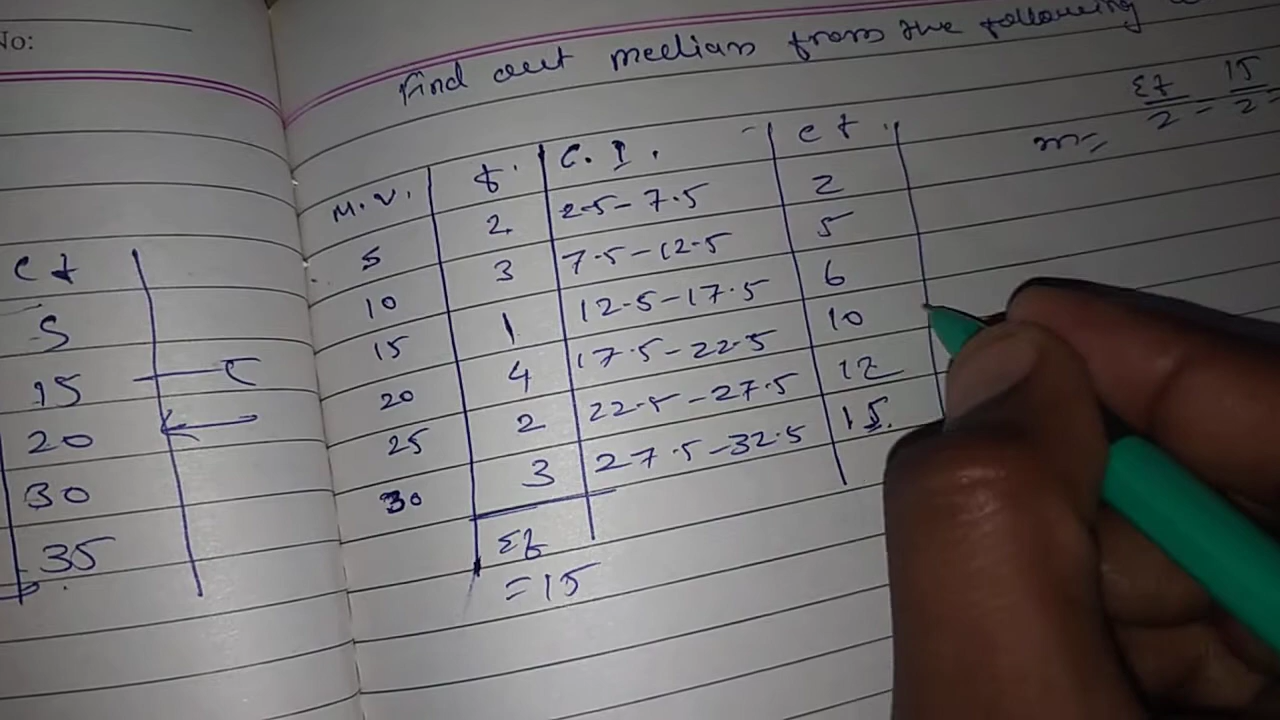 No:
Find out median from the following
m = Σf/2 = 15/2 =
M.V. f. C.I. cf
5 2 2.5-7.5 2
10 3 7.5-12.5 5
15 1 12.5-17.5 6
20 4 17.5-22.5 10
25 2 22.5-27.5 12
30 3 27.5-32.5 15
Σf
=15
cf
5
15
20
30
35